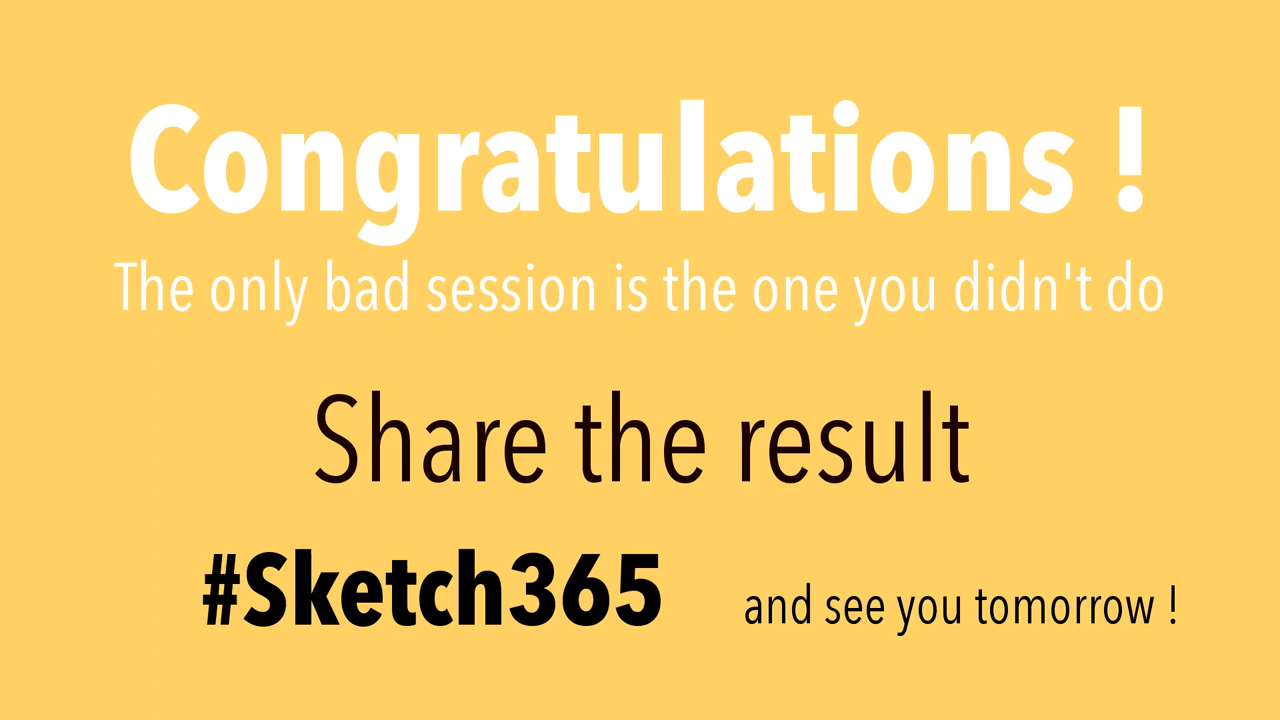 Congratulations !
The only bad session is the one you didn't do
Share the result
#Sketch365 and see you tomorrow !